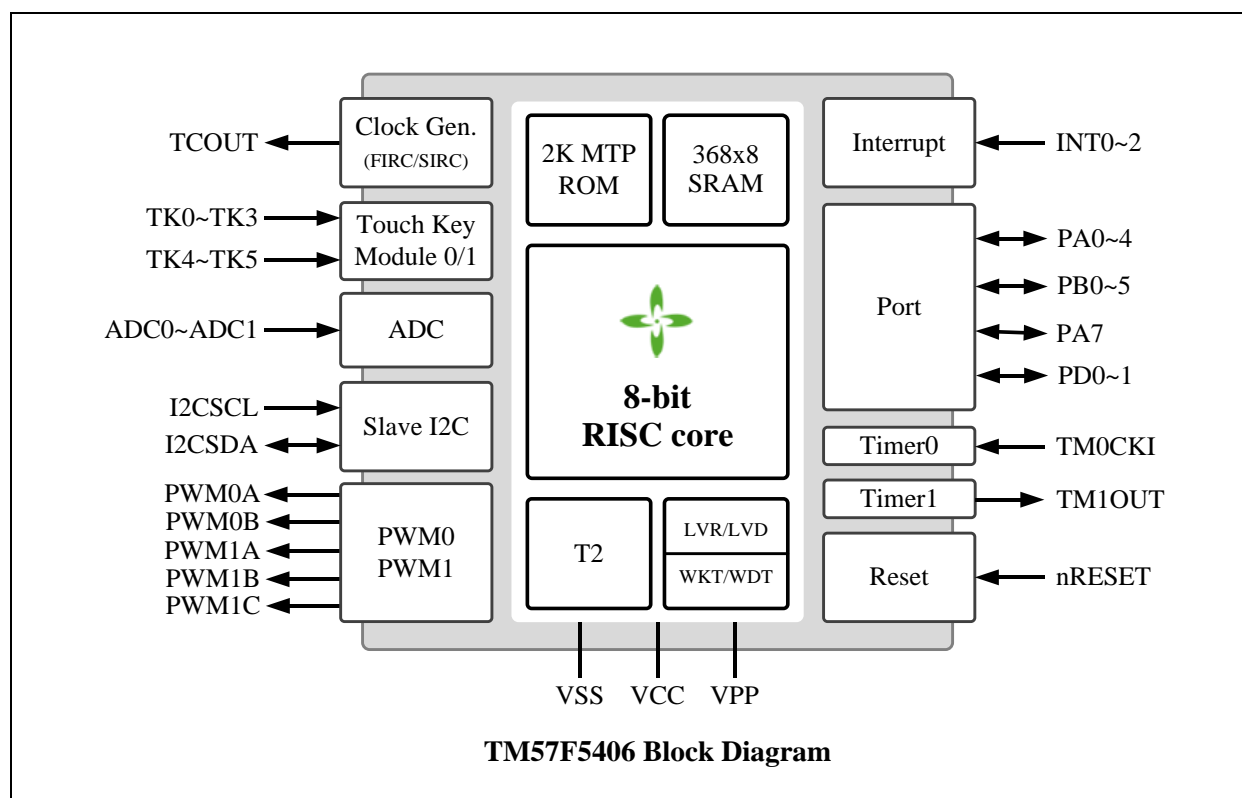 TCOUT
Clock Gen.
(FIRC/SIRC)
TK0~TK3
TK4~TK5
Touch Key
Module 0/1
ADC0~ADC1
ADC
I2CSCL
I2CSDA
Slave I2C
PWM0A
PWM0B
PWM1A
PWM1B
PWM1C
PWM0
PWM1
2K MTP
ROM
368x8
SRAM
8-bit
RISC core
T2
LVR/LVD
WKT/WDT
Interrupt
INT0~2
Port
PA0~4
PB0~5
PA7
PD0~1
Timer0
TM0CKI
Timer1
TM1OUT
Reset
nRESET
VSS
VCC
VPP
TM57F5406 Block Diagram